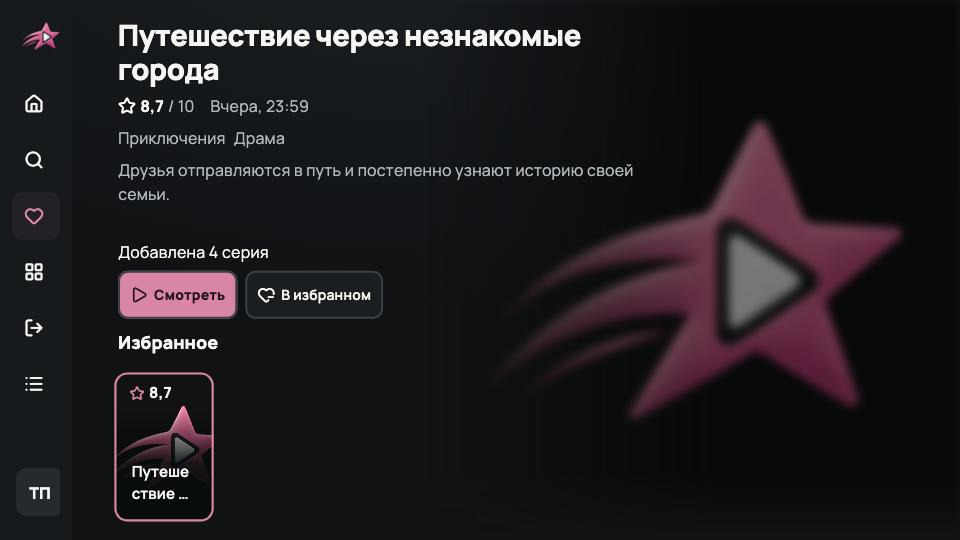 Путешествие через незнакомые
города
8,7 / 10 Вчера, 23:59
Приключения Драма
Друзья отправляются в путь и постепенно узнают историю своей
семьи.
Добавлена 4 серия
Смотреть
В избранном
Избранное
8,7
Путеше
ствие ...
ТП